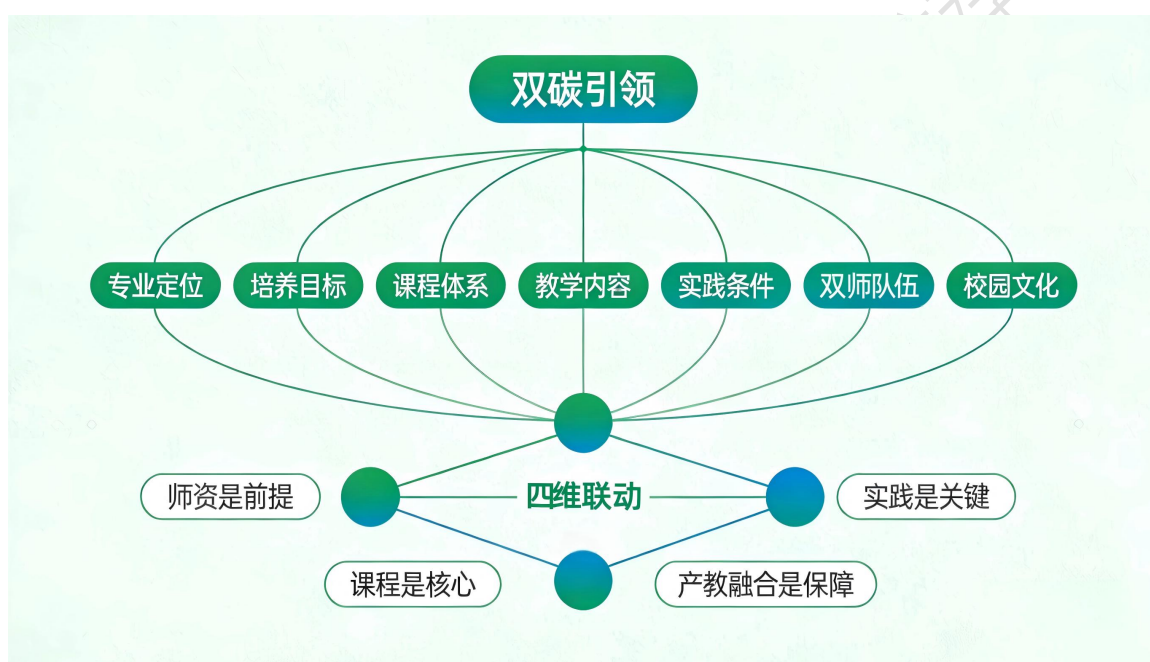 双碳引领
专业定位
培养目标
课程体系
教学内容
实践条件
双师队伍
校园文化
师资是前提
四维联动
实践是关键
课程是核心
产教融合是保障